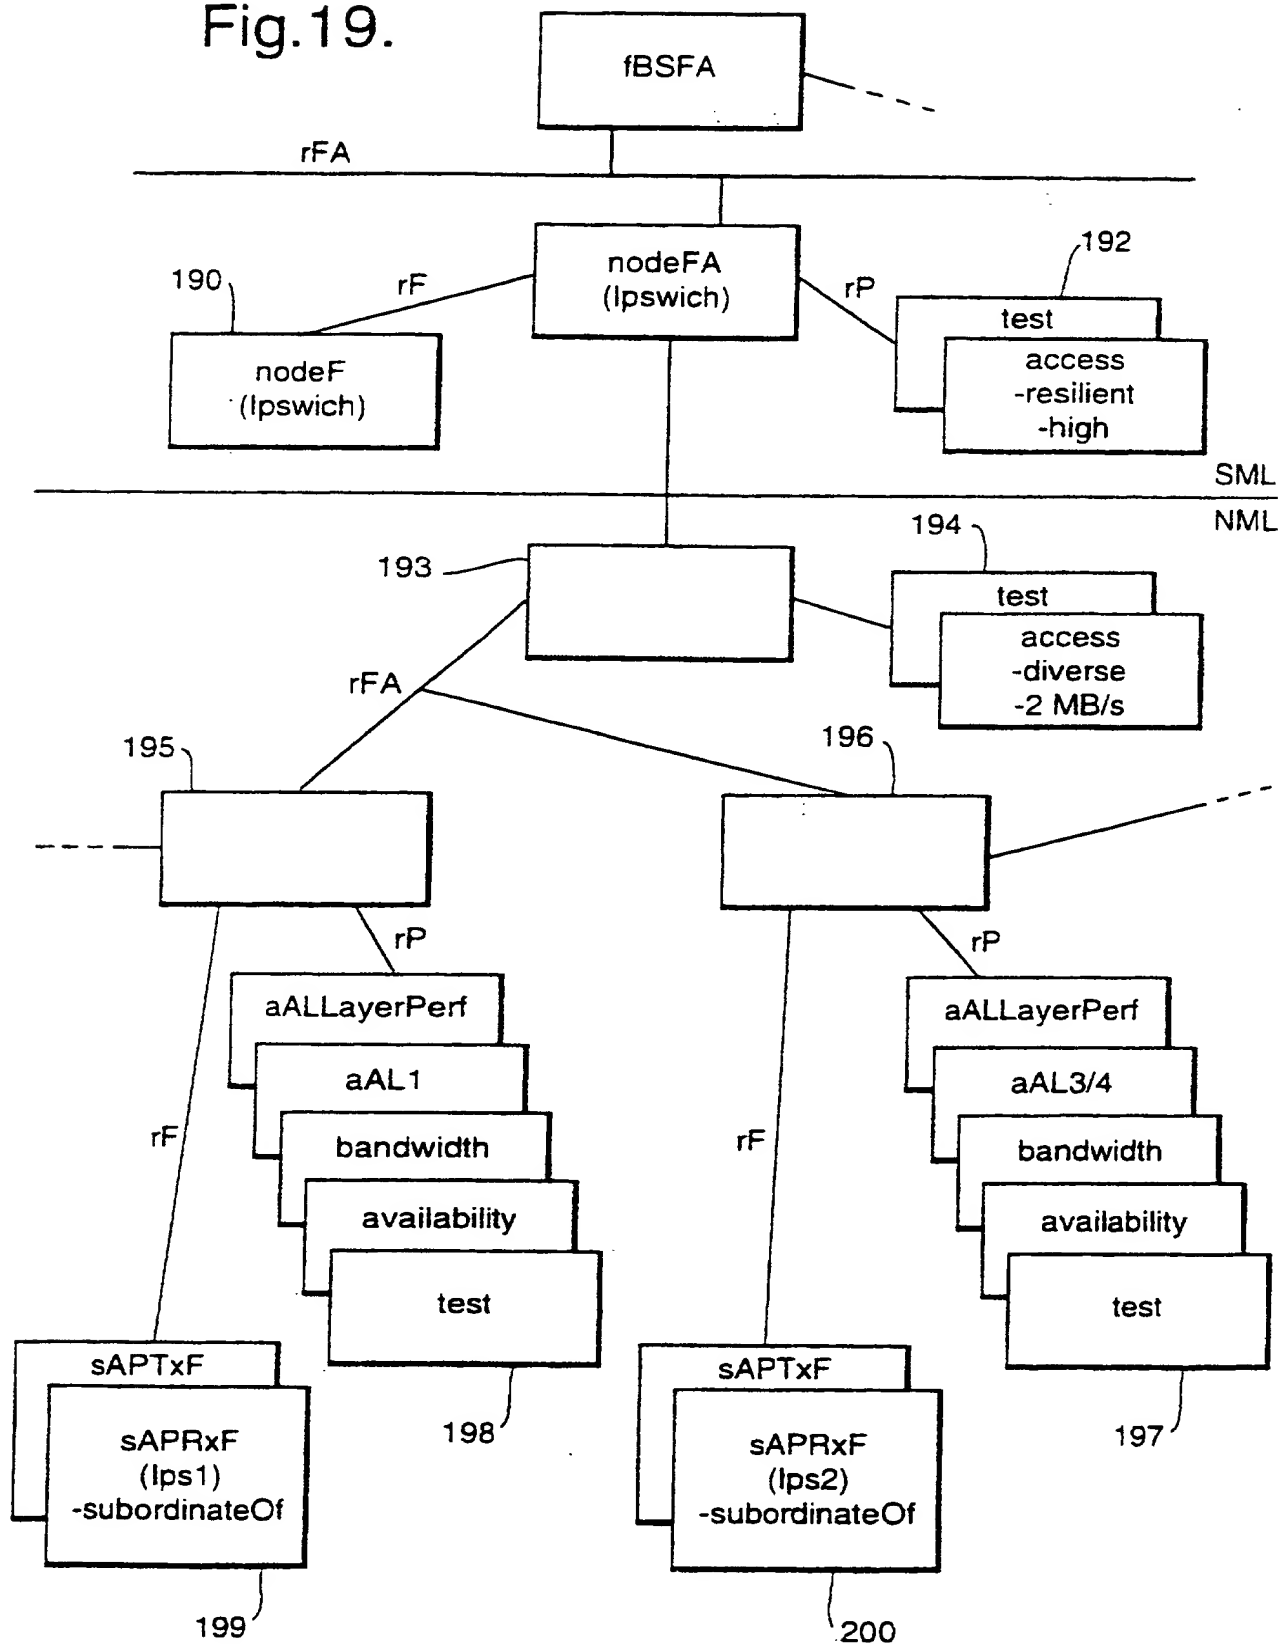 Fig.19.
fBSFA
rFA
nodeFA
(Ipswich)
192
190
rF
rP
test
access
-resilient
-high
nodeF
(Ipswich)
SML
NML
194
193
test
access
-diverse
-2 MB/s
rFA
195
196
rP
rP
aALLayerPerf
aAL1
bandwidth
availability
test
aALLayerPerf
aAL3/4
bandwidth
availability
test
rF
rF
sAPTxF
sAPRxF
(Ips1)
-subordinateOf
198
sAPTxF
sAPRxF
(Ips2)
-subordinateOf
197
199
200